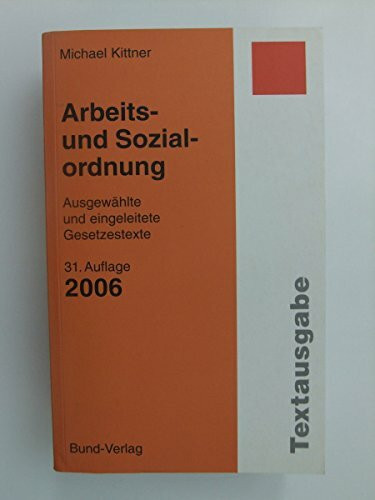 Michael Kittner
Arbeits-
und Sozial-
ordnung
Ausgewählte
und eingeleitete
Gesetzestexte
31. Auflage
2006
Bund-Verlag
Textausgabe